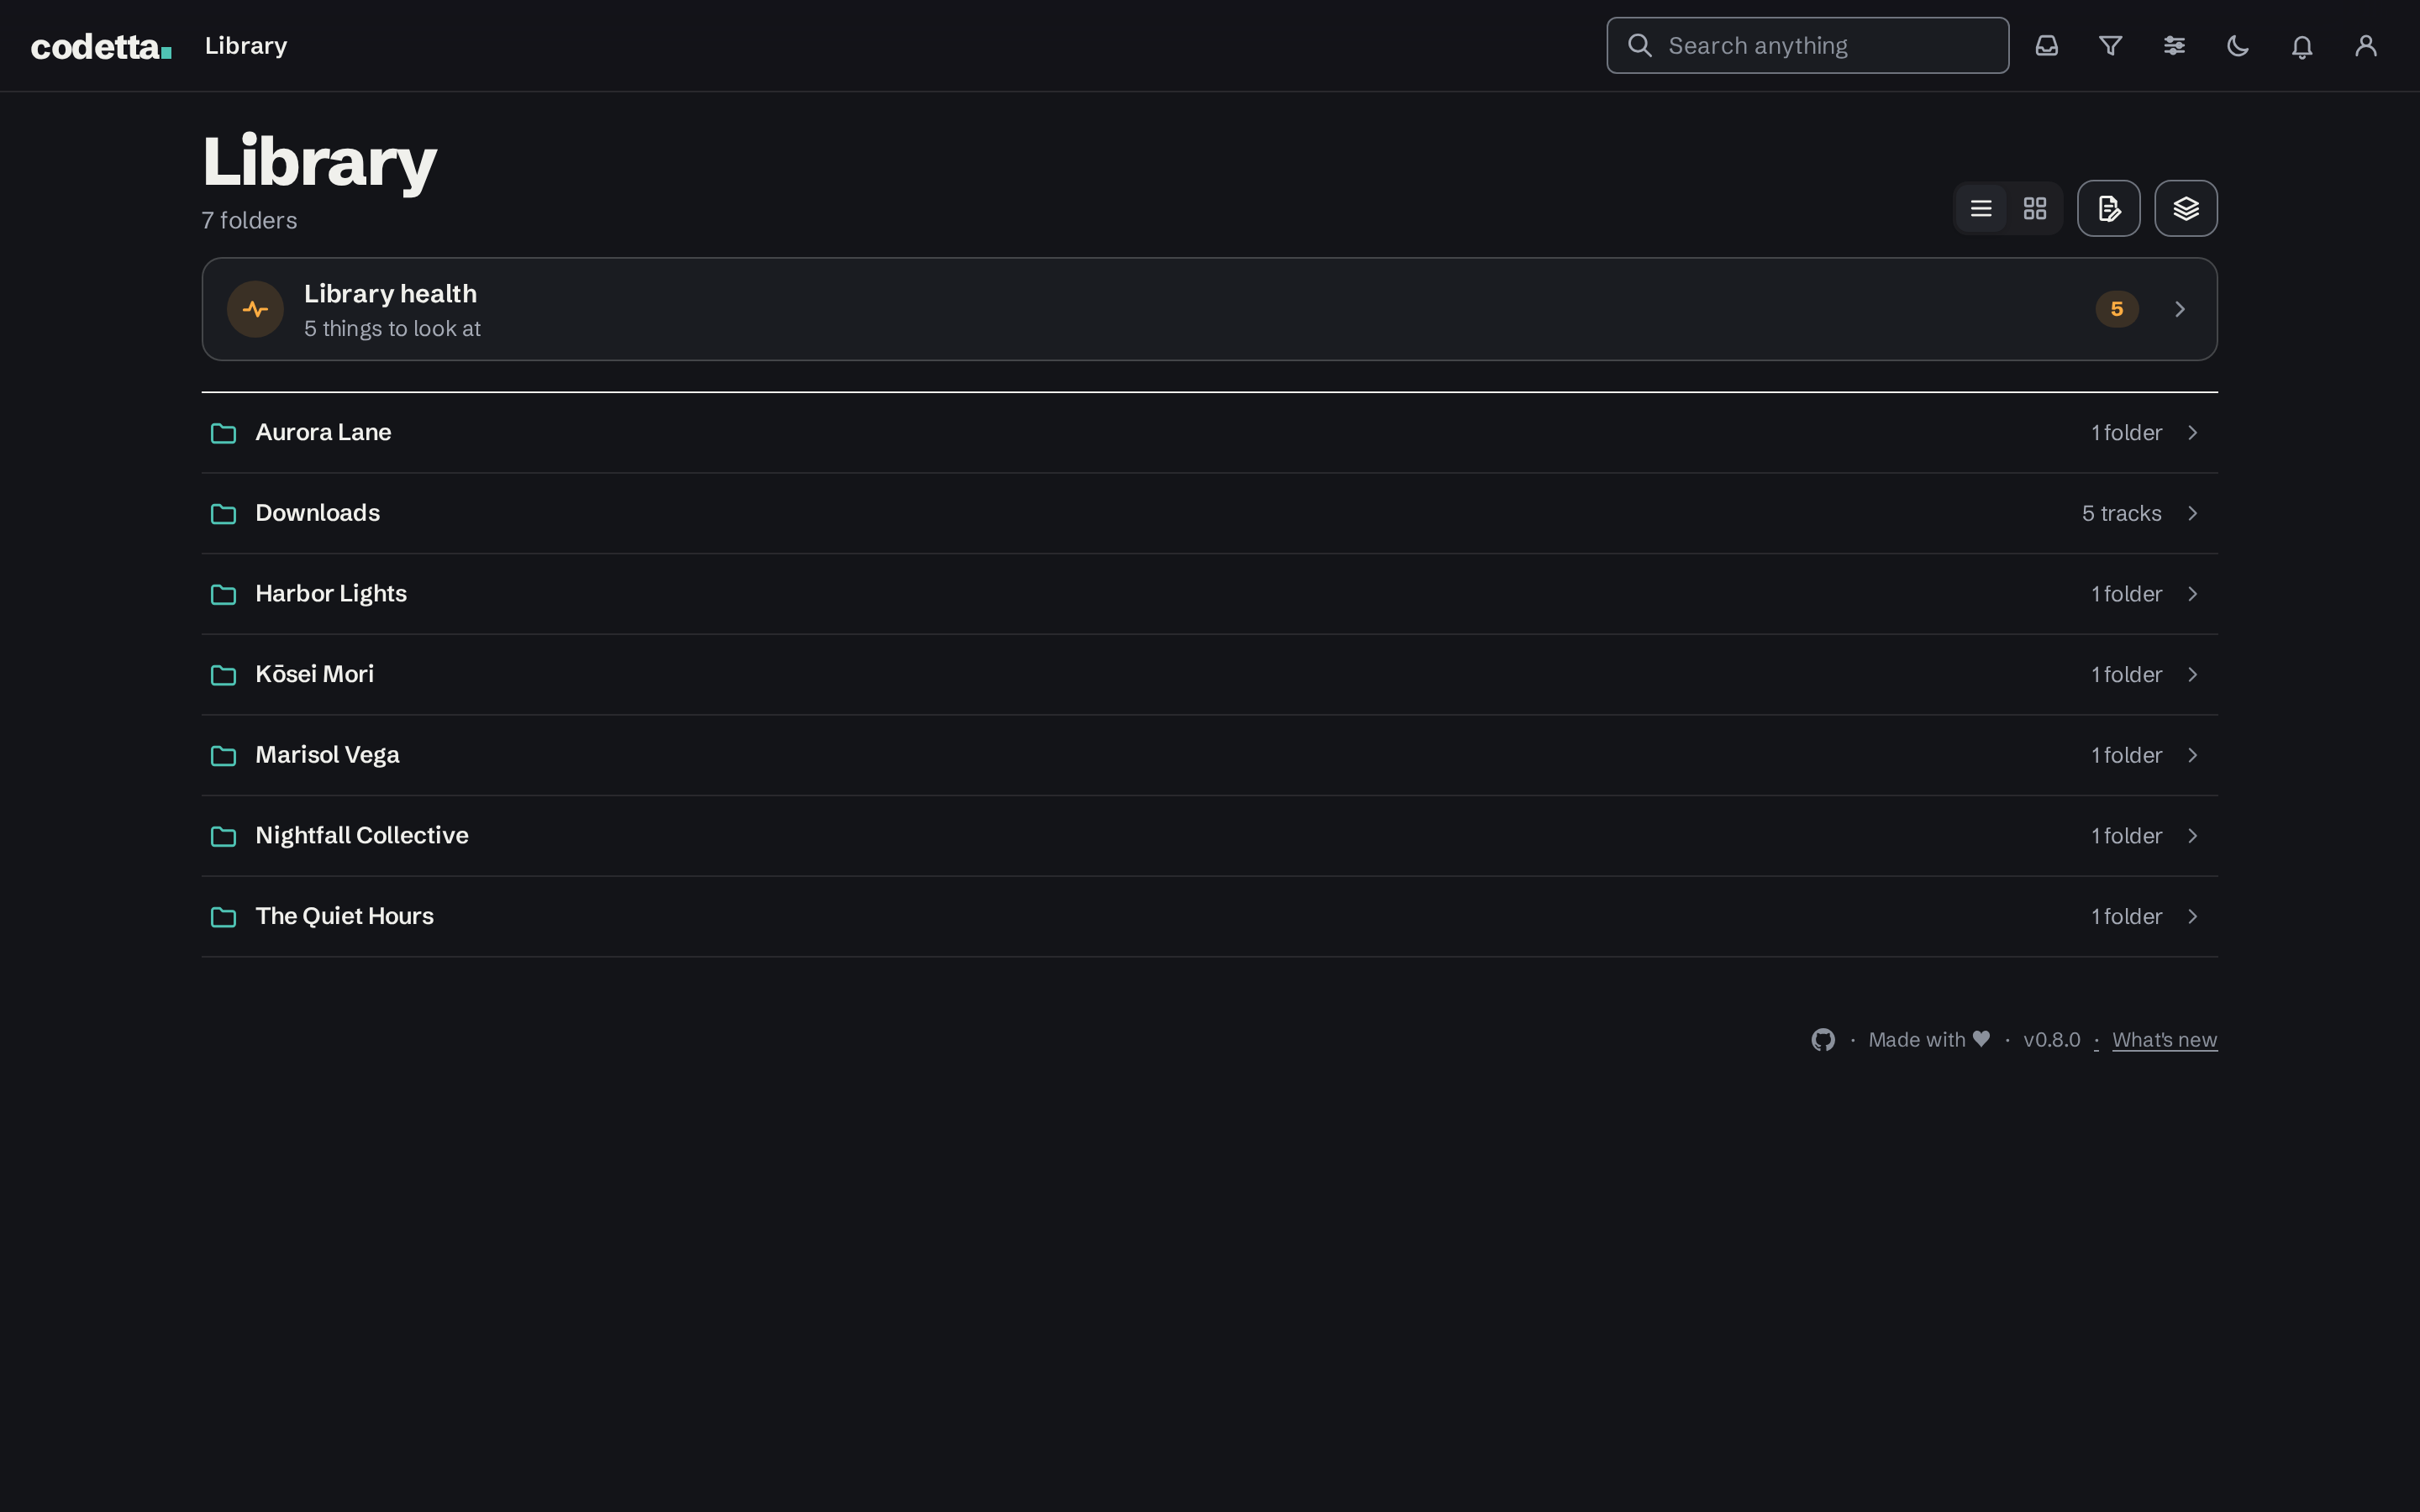 codetta.
Library
Search anything
Library
7 folders
Library health
5 things to look at
5
Aurora Lane
1 folder
Downloads
5 tracks
Harbor Lights
1 folder
Kōsei Mori
1 folder
Marisol Vega
1 folder
Nightfall Collective
1 folder
The Quiet Hours
1 folder
· Made with ♥ · v0.8.0 · What's new